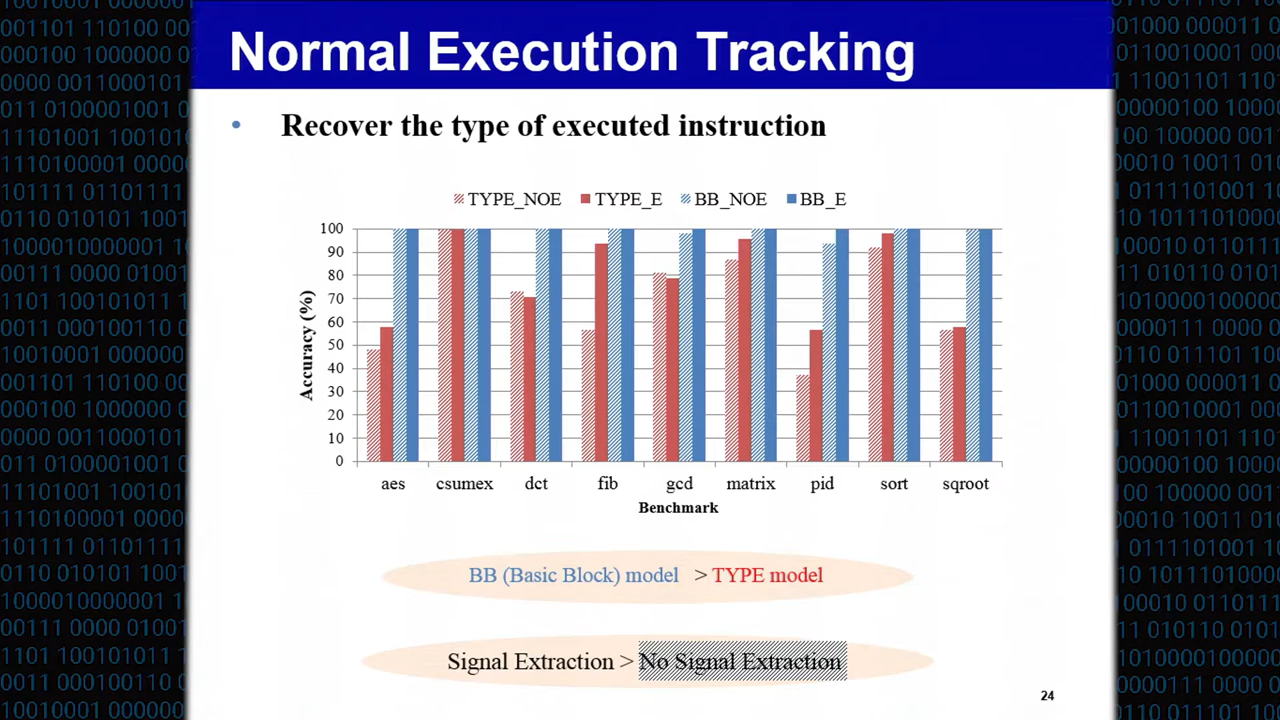 Normal Execution Tracking
• Recover the type of executed instruction
TYPE_NOE TYPE_E BB_NOE BB_E
100
90
80
70
60
50
40
30
20
10
0
Accuracy (%)
aes csumex dct fib gcd matrix pid sort sqroot
Benchmark
BB (Basic Block) model > TYPE model
Signal Extraction > No Signal Extraction
24